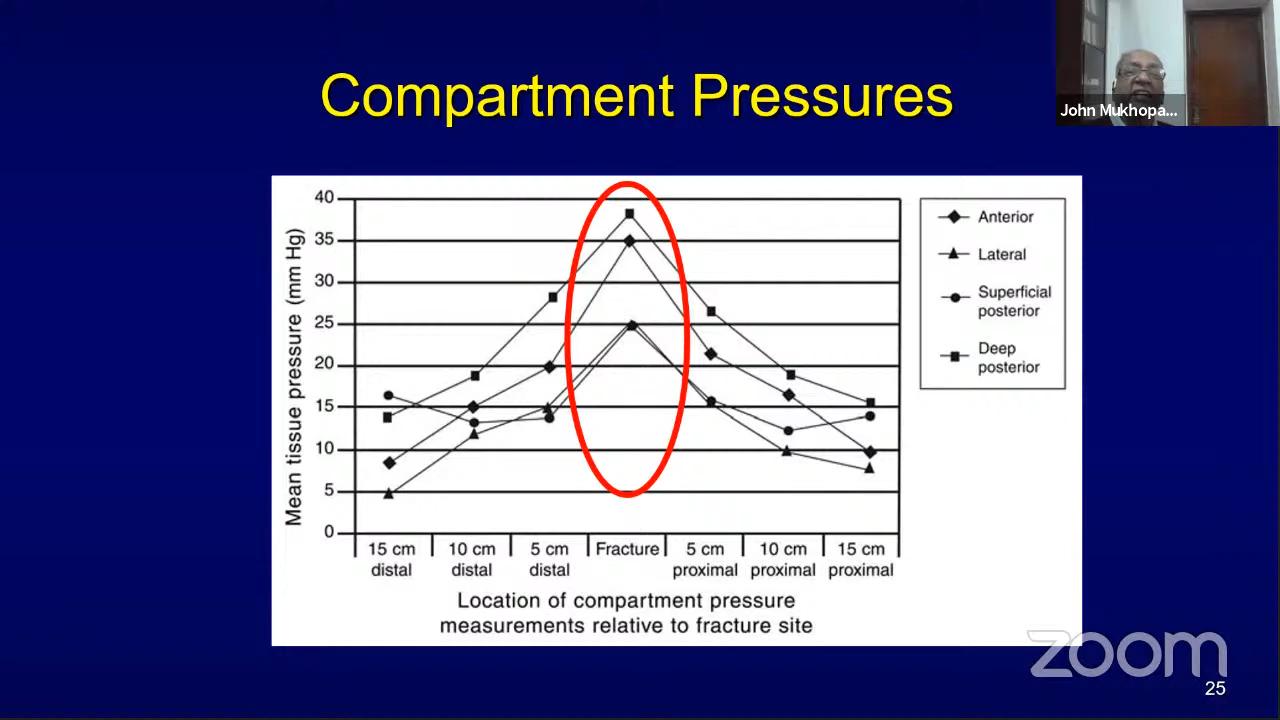 Compartment Pressures
John Mukhopa...
40
35
30
25
20
15
10
5
0
Mean tissue pressure (mm Hg)
15 cm distal
10 cm distal
5 cm distal
Fracture
5 cm proximal
10 cm proximal
15 cm proximal
Location of compartment pressure
measurements relative to fracture site
Anterior
Lateral
Superficial
posterior
Deep
posterior
zoom
25